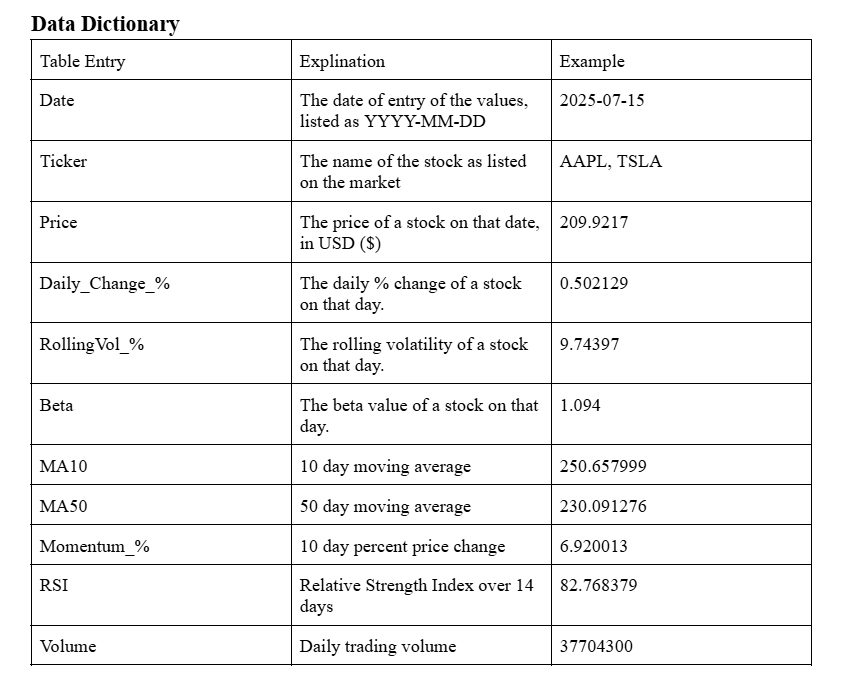 Data Dictionary
Table Entry Explination Example
Date The date of entry of the values, 2025-07-15
listed as YYYY-MM-DD
Ticker The name of the stock as listed AAPL, TSLA
on the market
Price The price of a stock on that date, 209.9217
in USD ($)
Daily_Change_% The daily % change of a stock 0.502129
on that day.
RollingVol_% The rolling volatility of a stock 9.74397
on that day.
Beta The beta value of a stock on that 1.094
day.
MA10 10 day moving average 250.657999
MA50 50 day moving average 230.091276
Momentum_% 10 day percent price change 6.920013
RSI Relative Strength Index over 14 82.768379
days
Volume Daily trading volume 37704300